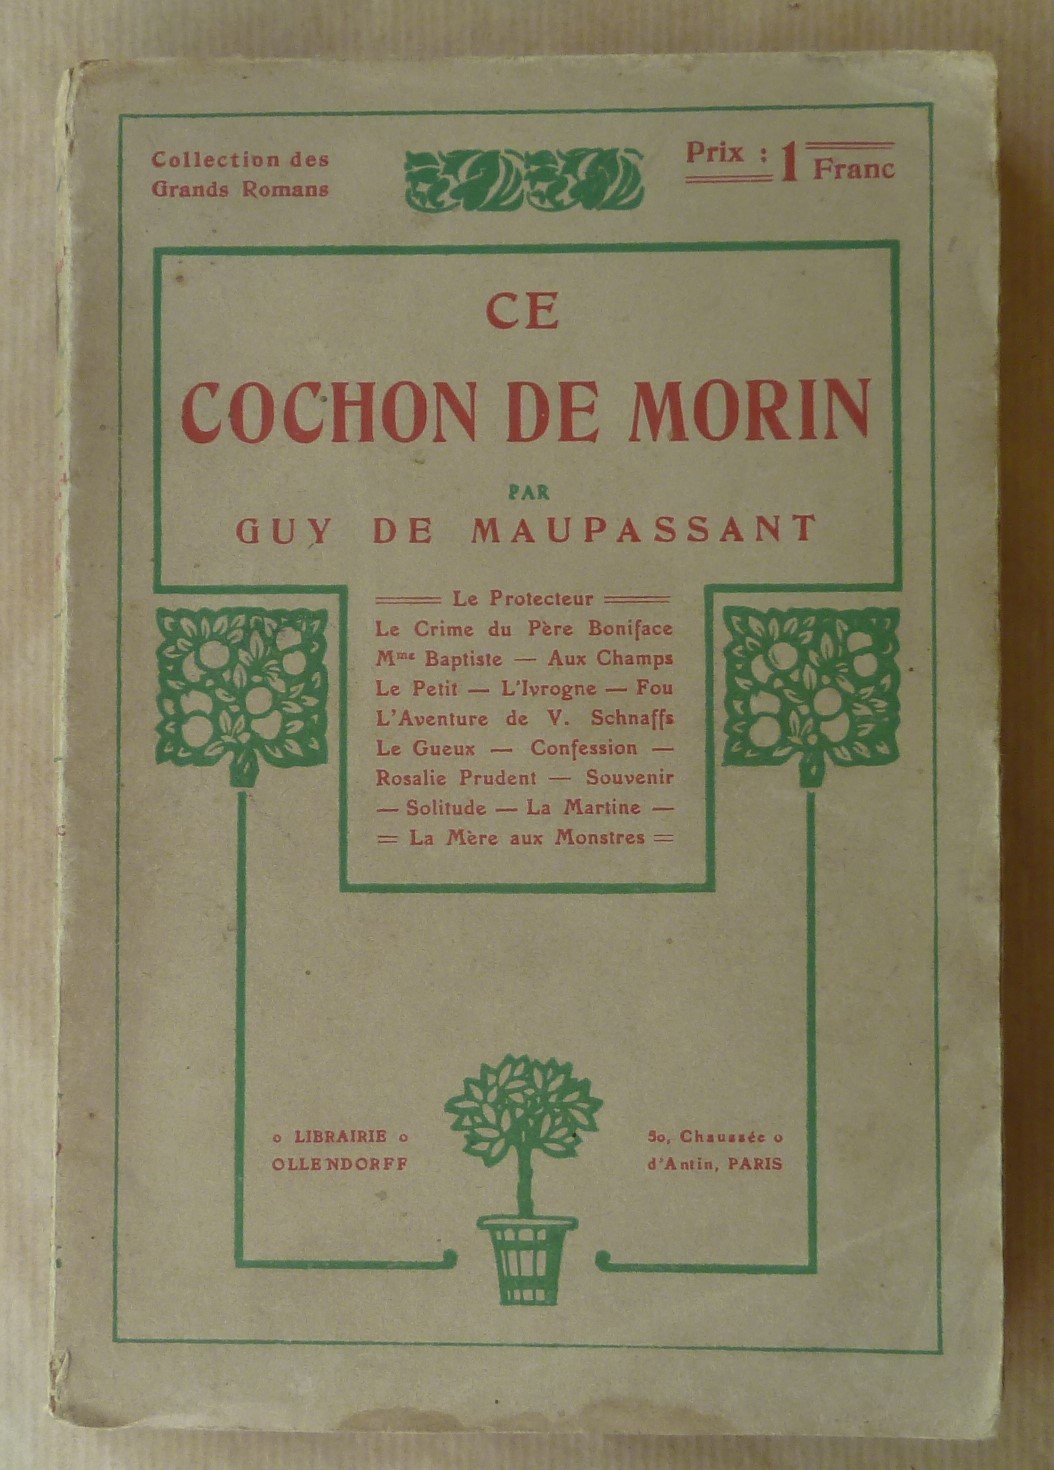 Collection des
Grands Romans
Prix : 1 Franc
CE
COCHON DE MORIN
PAR
GUY DE MAUPASSANT
Le Protecteur
Le Crime du Père Boniface
Mme Baptiste — Aux Champs
Le Petit — L'Ivrogne — Fou
L'Aventure de V. Schnaffs
Le Gueux — Confession —
Rosalie Prudent — Souvenir
— Solitude — La Martine —
= La Mère aux Monstres =
o LIBRAIRIE o
OLLENDORFF
50, Chaussée o
d'Antin, PARIS